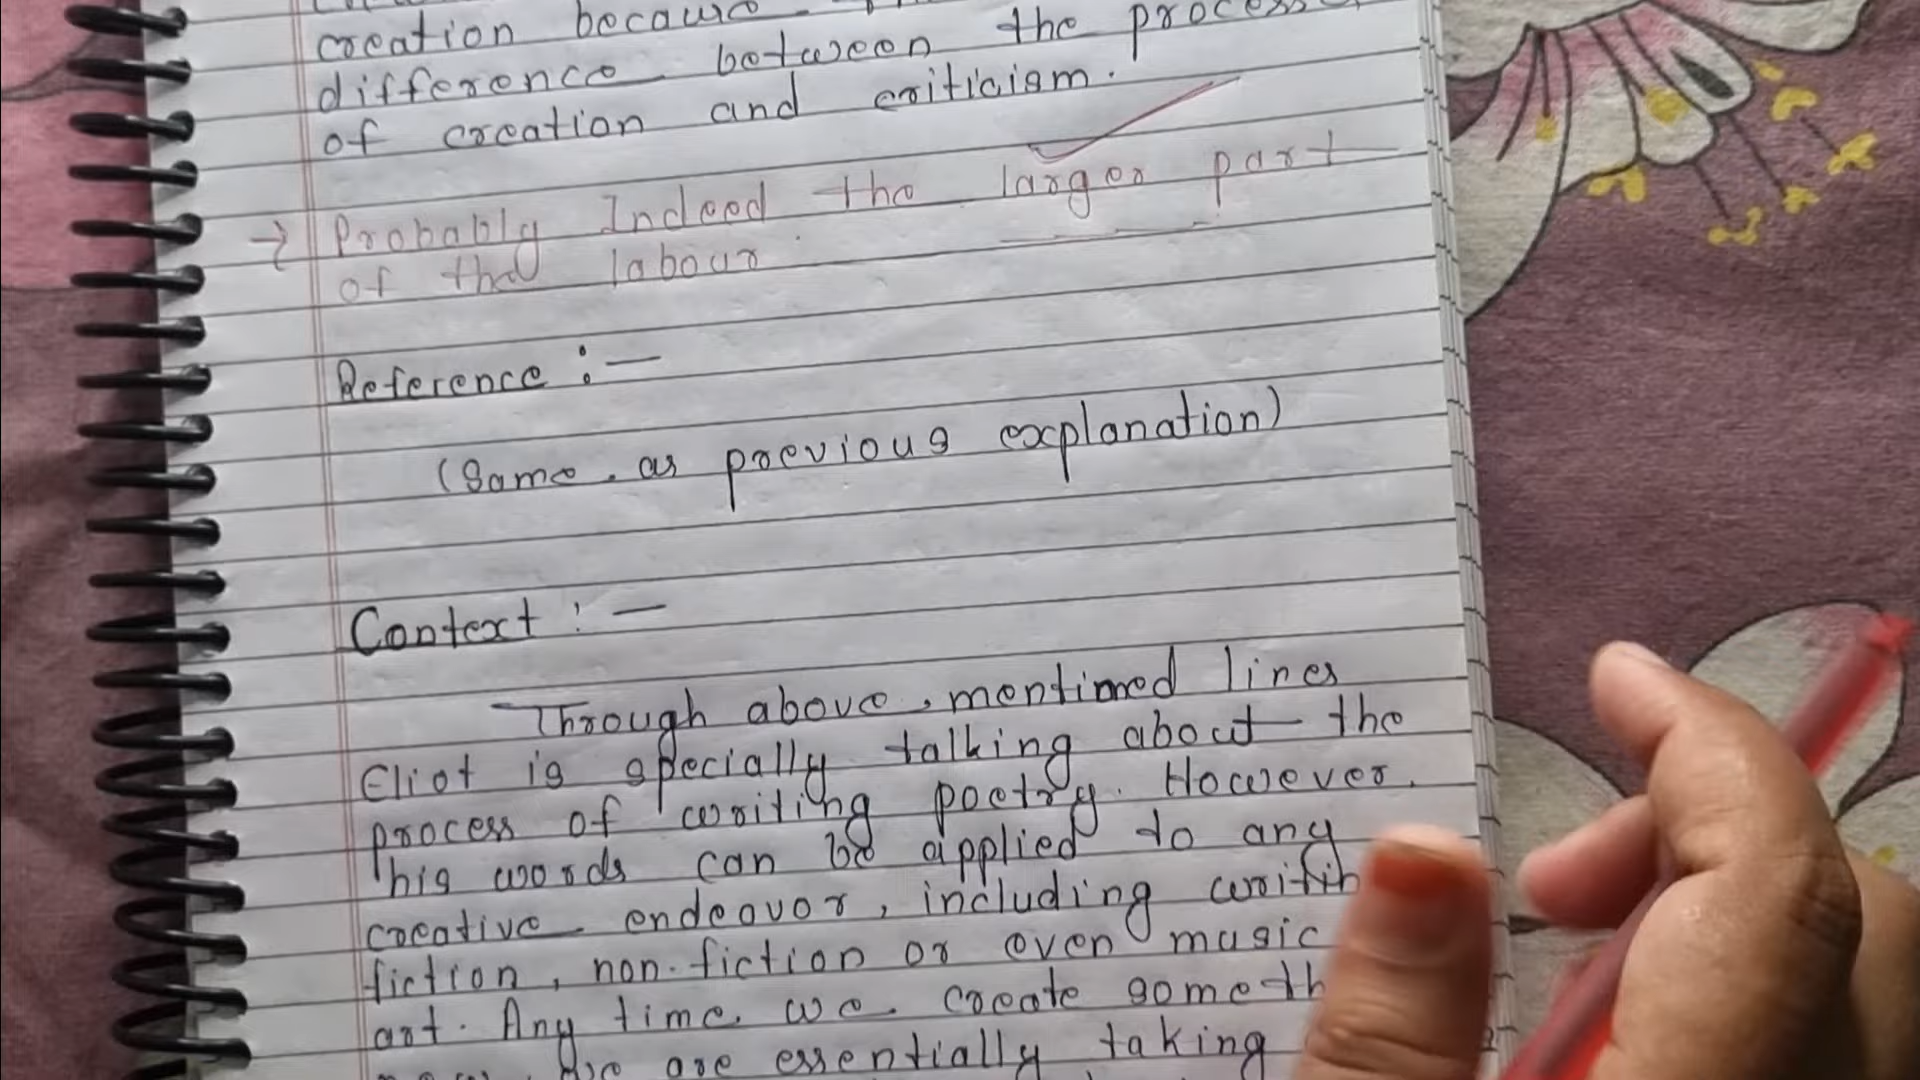 creation because
difference between the process
of creation and criticism.
→ Probably Indeed the larger part
of the labour.
Reference :—
(Same as previous explanation)
Context :—
Through above mentioned lines
Eliot is specially talking about the
process of writing poetry. However.
his words can be applied to any
creative endeavor, including writin
fiction, non-fiction or even music
art. Any time we create someth
are essentially taking